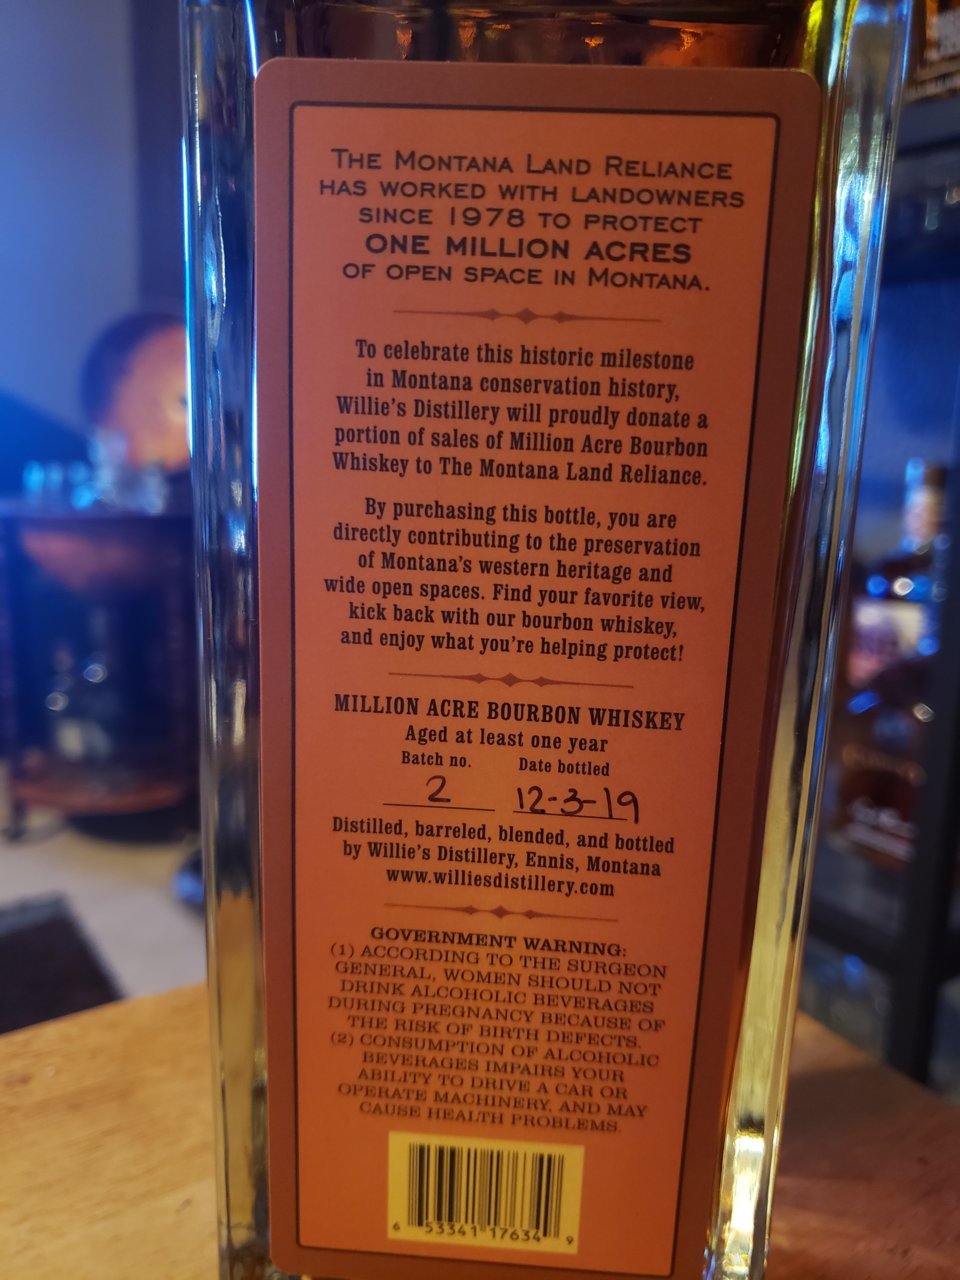 THE MONTANA LAND RELIANCE
HAS WORKED WITH LANDOWNERS
SINCE 1978 TO PROTECT
ONE MILLION ACRES
OF OPEN SPACE IN MONTANA.
To celebrate this historic milestone
in Montana conservation history,
Willie's Distillery will proudly donate a
portion of sales of Million Acre Bourbon
Whiskey to The Montana Land Reliance.
By purchasing this bottle, you are
directly contributing to the preservation
of Montana's western heritage and
wide open spaces. Find your favorite view,
kick back with our bourbon whiskey,
and enjoy what you're helping protect!
MILLION ACRE BOURBON WHISKEY
Aged at least one year
Batch no. Date bottled
2 12-3-19
Distilled, barreled, blended, and bottled
by Willie's Distillery, Ennis, Montana
www.williesdistillery.com
GOVERNMENT WARNING:
(1) ACCORDING TO THE SURGEON
GENERAL, WOMEN SHOULD NOT
DRINK ALCOHOLIC BEVERAGES
DURING PREGNANCY BECAUSE OF
THE RISK OF BIRTH DEFECTS.
(2) CONSUMPTION OF ALCOHOLIC
BEVERAGES IMPAIRS YOUR
ABILITY TO DRIVE A CAR OR
OPERATE MACHINERY, AND MAY
CAUSE HEALTH PROBLEMS.
6 53341 17634 9